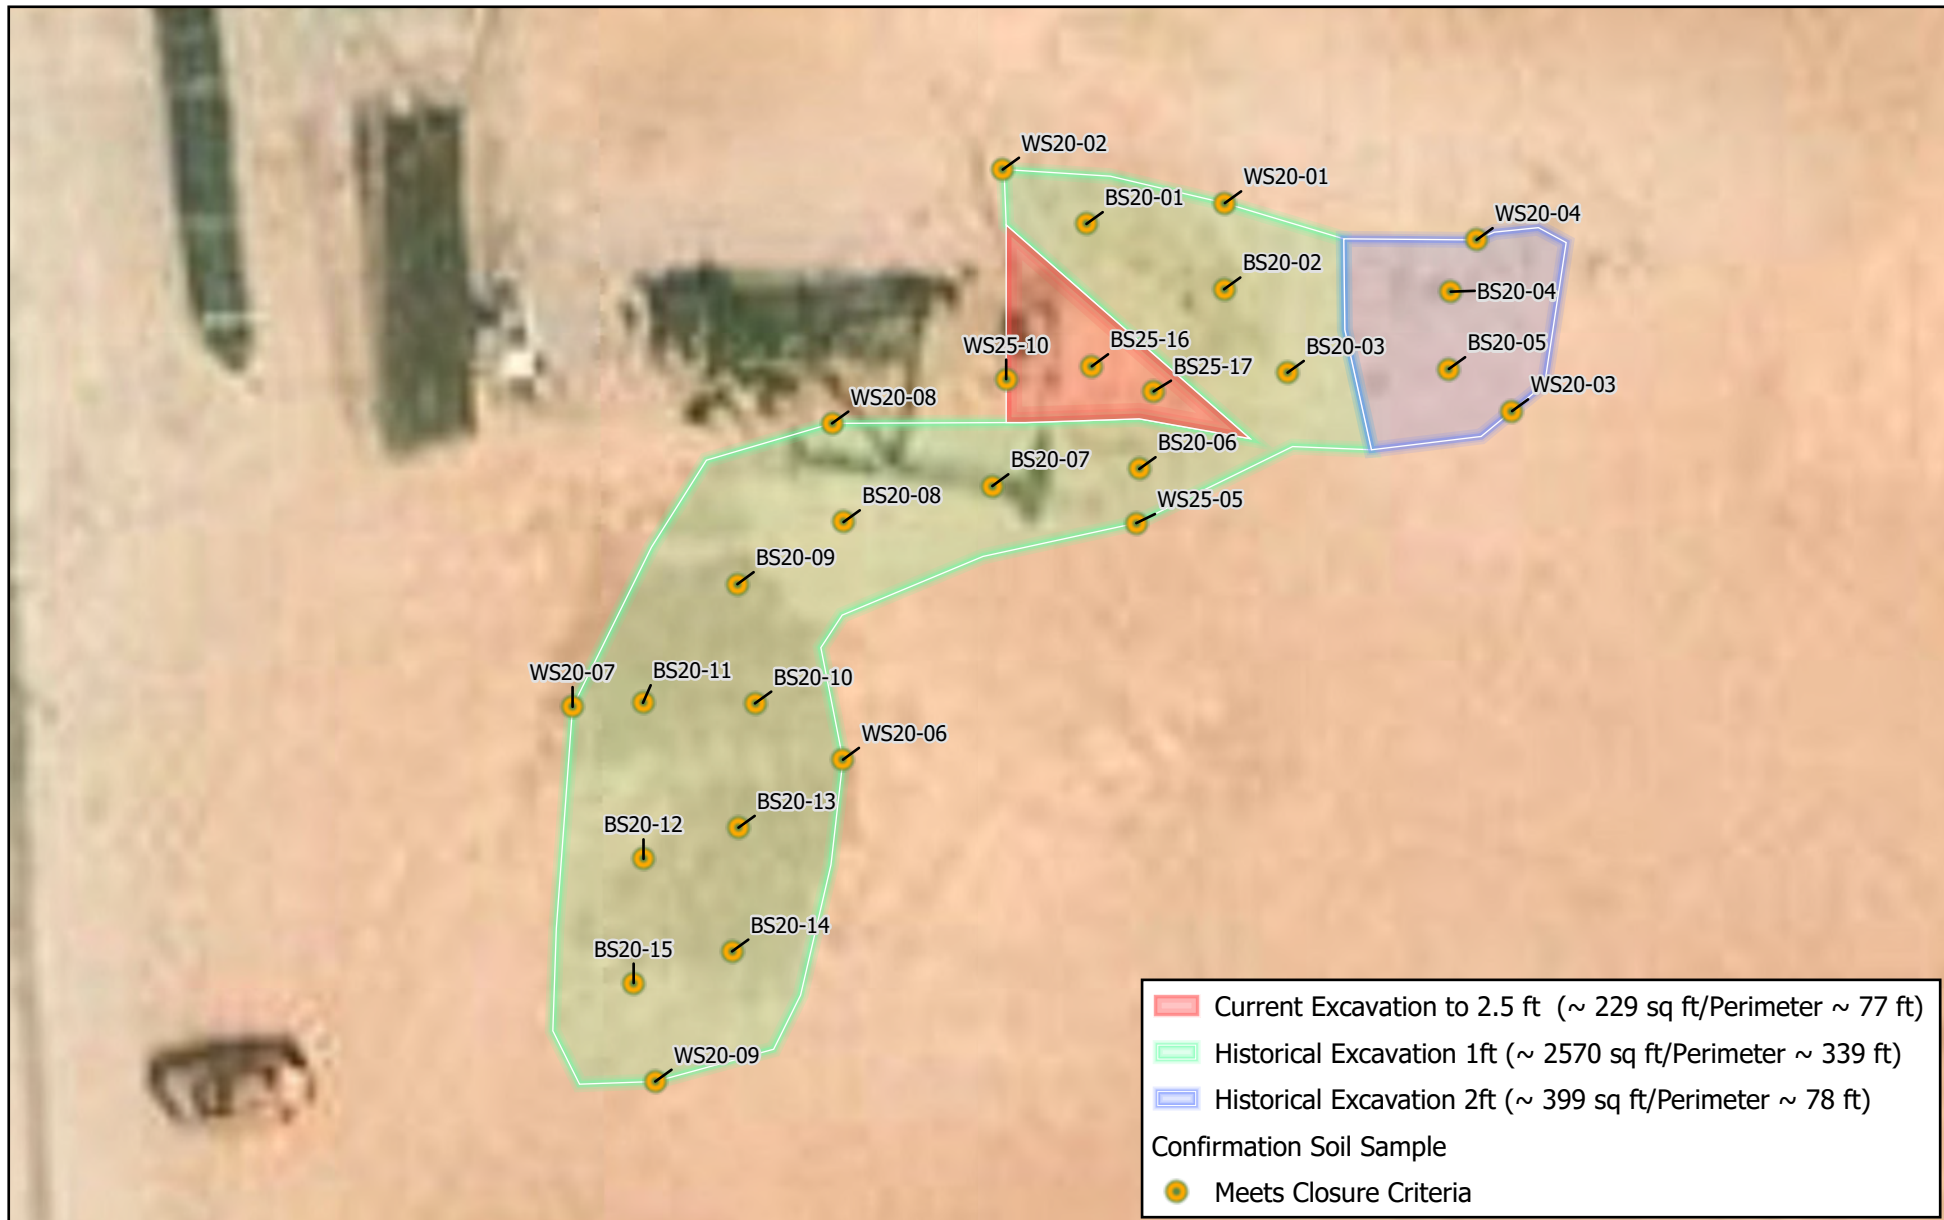 WS20-02
WS20-01
BS20-01
WS20-04
BS20-02
BS20-04
WS25-10
BS25-16
BS20-03
BS20-05
BS25-17
WS20-03
WS20-08
BS20-06
BS20-07
BS20-08
WS25-05
BS20-09
WS20-07
BS20-11
BS20-10
WS20-06
BS20-13
BS20-12
BS20-14
BS20-15
WS20-09
Current Excavation to 2.5 ft (~ 229 sq ft/Perimeter ~ 77 ft)
Historical Excavation 1ft (~ 2570 sq ft/Perimeter ~ 339 ft)
Historical Excavation 2ft (~ 399 sq ft/Perimeter ~ 78 ft)
Confirmation Soil Sample
Meets Closure Criteria